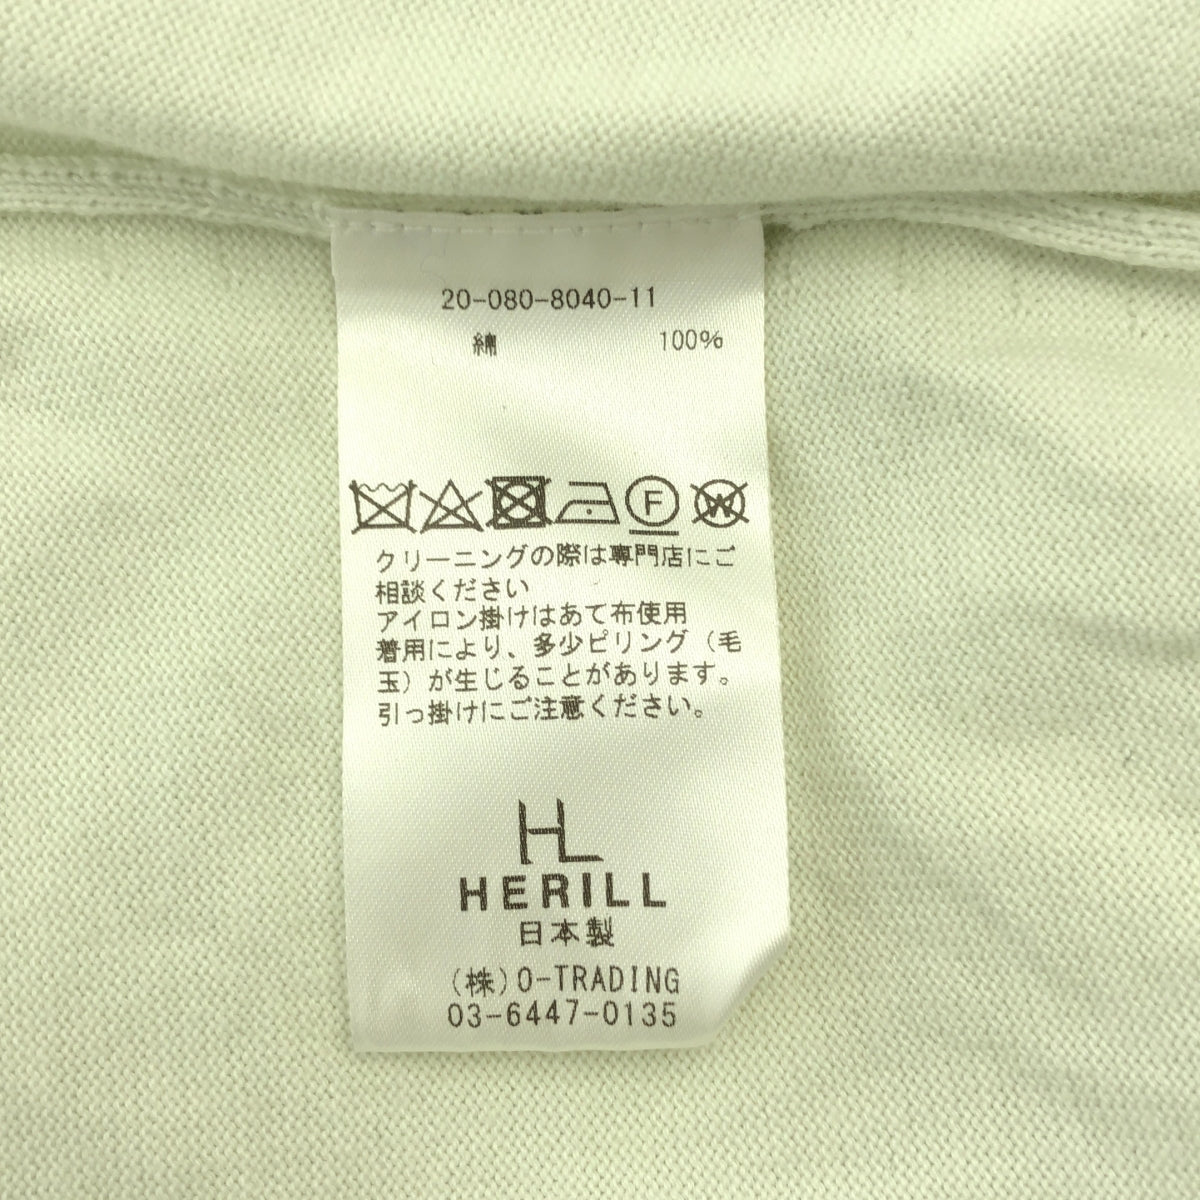 20-080-8040-11
綿 100%
F W
クリーニングの際は専門店にご
相談ください
アイロン掛けはあて布使用
着用により、多少ピリング（毛
玉）が生じることがあります。
引っ掛けにご注意ください。
HL
HERILL
日本製
(株)O-TRADING
03-6447-0135